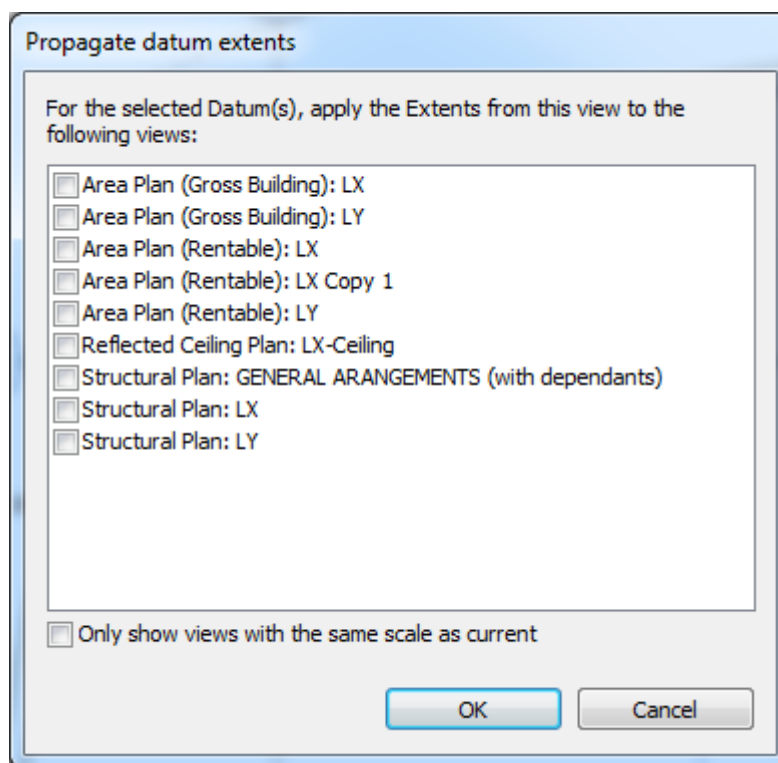 Propagate datum extents
For the selected Datum(s), apply the Extents from this view to the
following views:
Area Plan (Gross Building): LX
Area Plan (Gross Building): LY
Area Plan (Rentable): LX
Area Plan (Rentable): LX Copy 1
Area Plan (Rentable): LY
Reflected Ceiling Plan: LX-Ceiling
Structural Plan: GENERAL ARANGEMENTS (with dependants)
Structural Plan: LX
Structural Plan: LY
Only show views with the same scale as current
OK Cancel